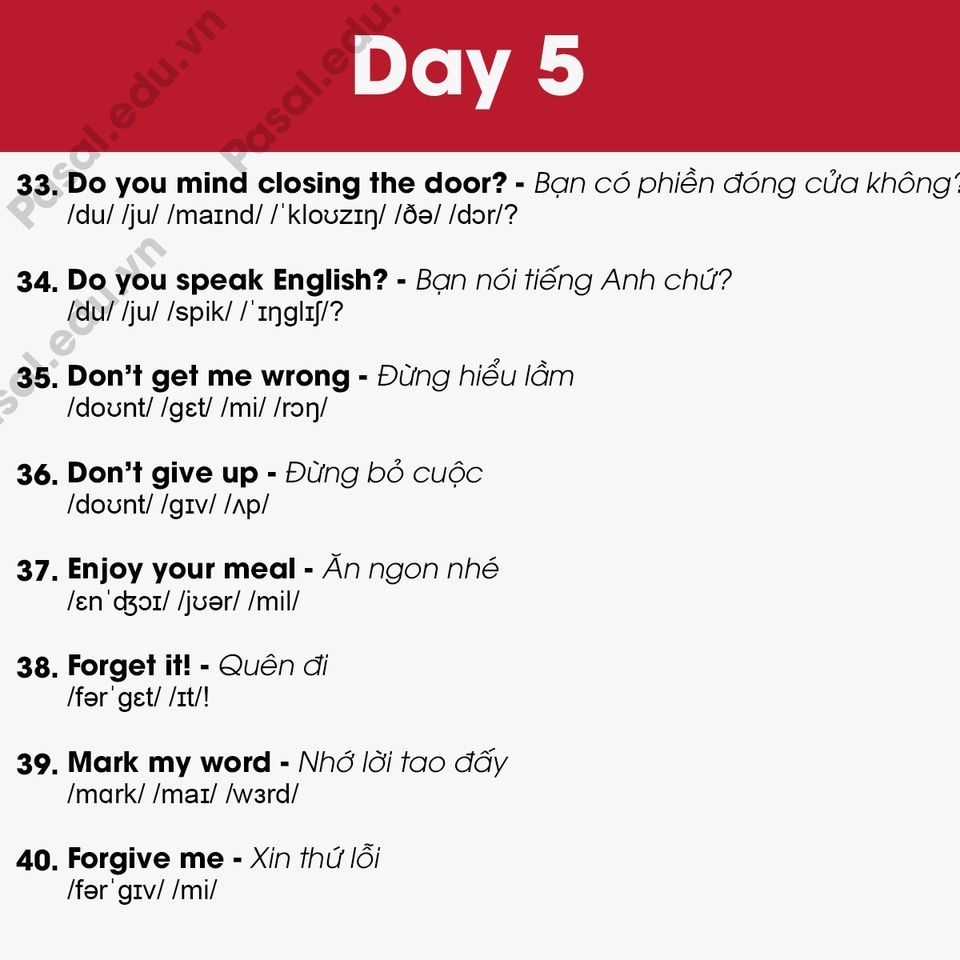 Day 5
Pasal.edu.vn
Pasal.edu.
33. Do you mind closing the door? - Bạn có phiền đóng cửa không?
/du/ /ju/ /maɪnd/ /ˈkloʊzɪŋ/ /ðə/ /dɔr/?
Pasal.edu.vn
34. Do you speak English? - Bạn nói tiếng Anh chứ?
/du/ /ju/ /spik/ /ˈɪŋglɪʃ/?
35. Don’t get me wrong - Đừng hiểu lầm
/doʊnt/ /gɛt/ /mi/ /rɔŋ/
36. Don’t give up - Đừng bỏ cuộc
/doʊnt/ /gɪv/ /ʌp/
37. Enjoy your meal - Ăn ngon nhé
/ɛnˈʤɔɪ/ /jʊər/ /mil/
38. Forget it! - Quên đi
/fərˈgɛt/ /ɪt/!
39. Mark my word - Nhớ lời tao đấy
/mɑrk/ /maɪ/ /wɜrd/
40. Forgive me - Xin thứ lỗi
/fərˈgɪv/ /mi/